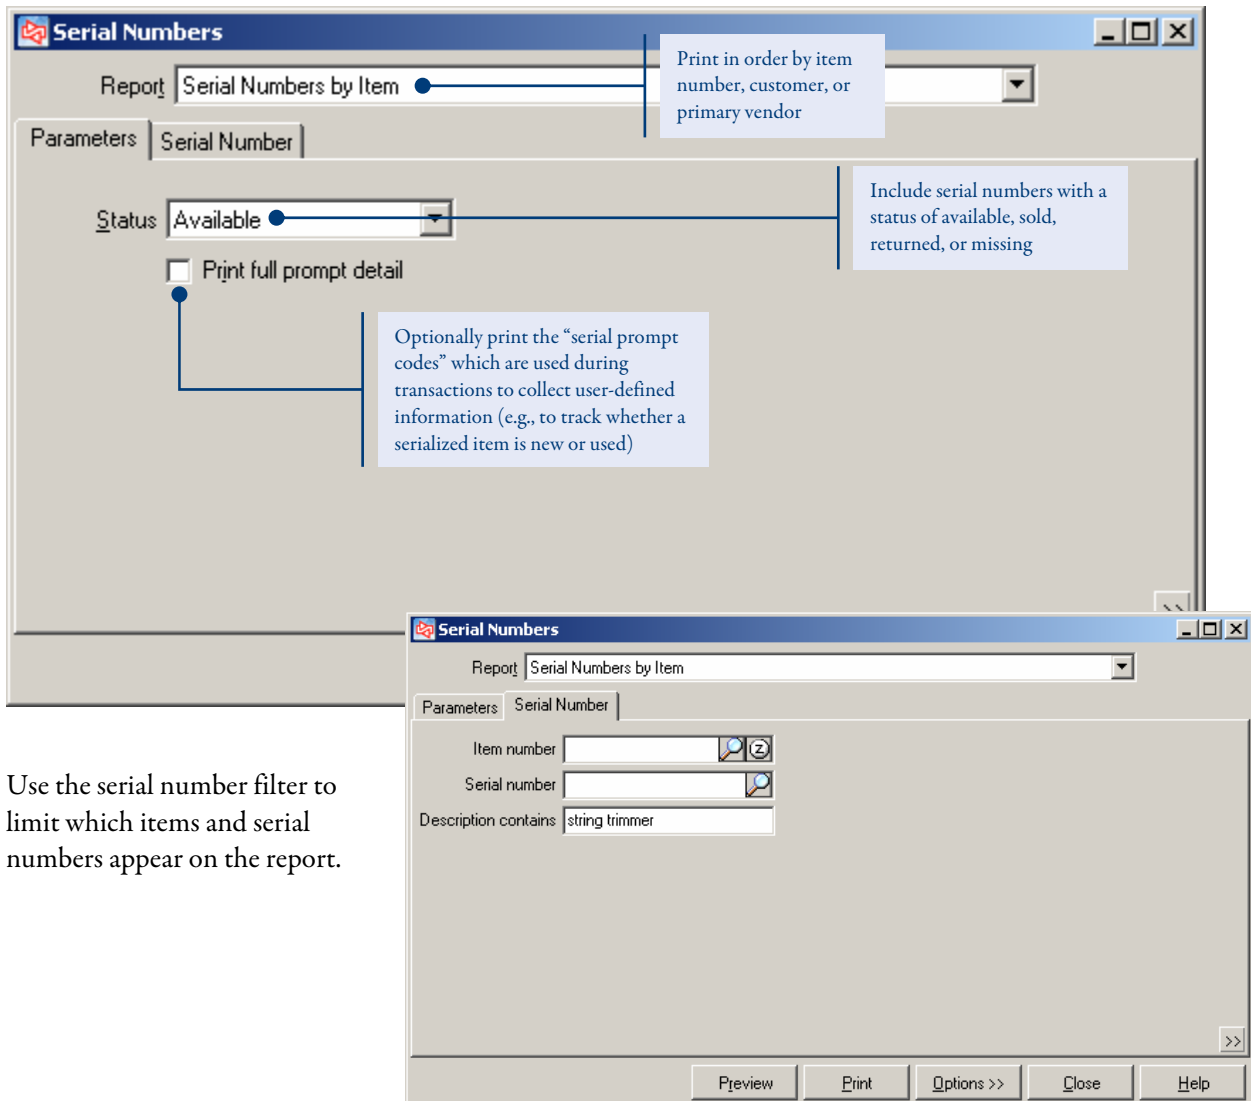 Serial Numbers
Report Serial Numbers by Item
Print in order by item
number, customer, or
primary vendor
Parameters Serial Number
Status Available
Include serial numbers with a
status of available, sold,
returned, or missing
Print full prompt detail
Optionally print the “serial prompt
codes” which are used during
transactions to collect user-defined
information (e.g., to track whether a
serialized item is new or used)
>>
Serial Numbers
Report Serial Numbers by Item
Parameters Serial Number
Item number
Serial number
Description contains string trimmer
>>
Preview Print Options >> Close Help
Use the serial number filter to
limit which items and serial
numbers appear on the report.